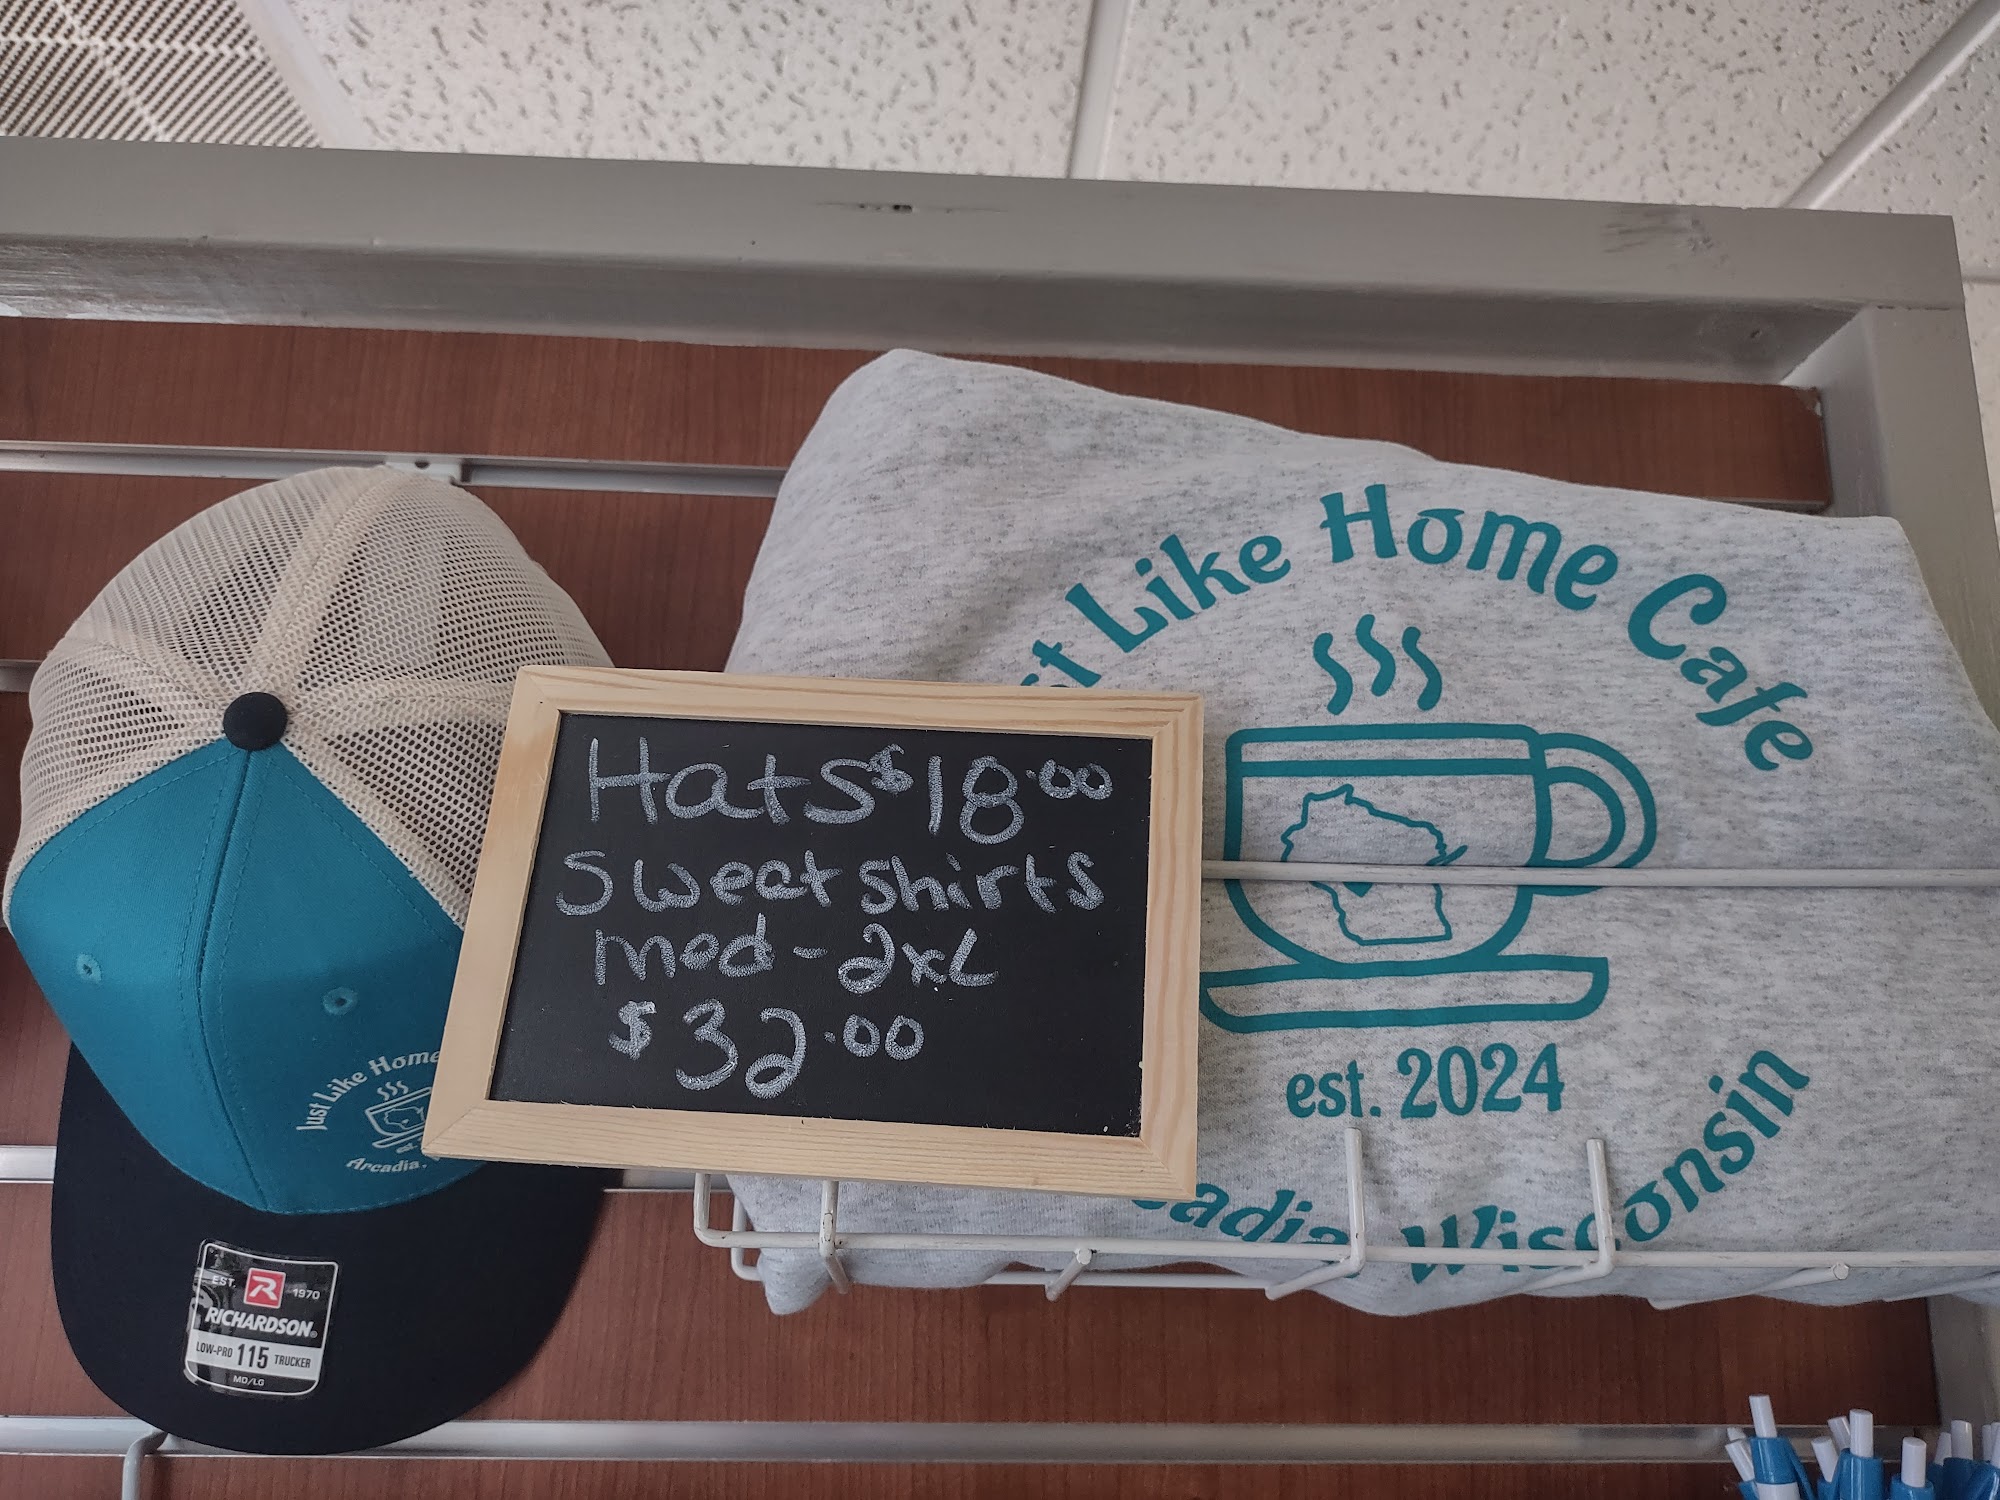 Hats $18.00
Sweatshirts
med-2xL
$32.00
Like Home Cafe
est. 2024
Wisconsin
Just Like Home
Arcadia,
EST. R 1970
RICHARDSON®
LOW-PRO 115 TRUCKER
MD/LG